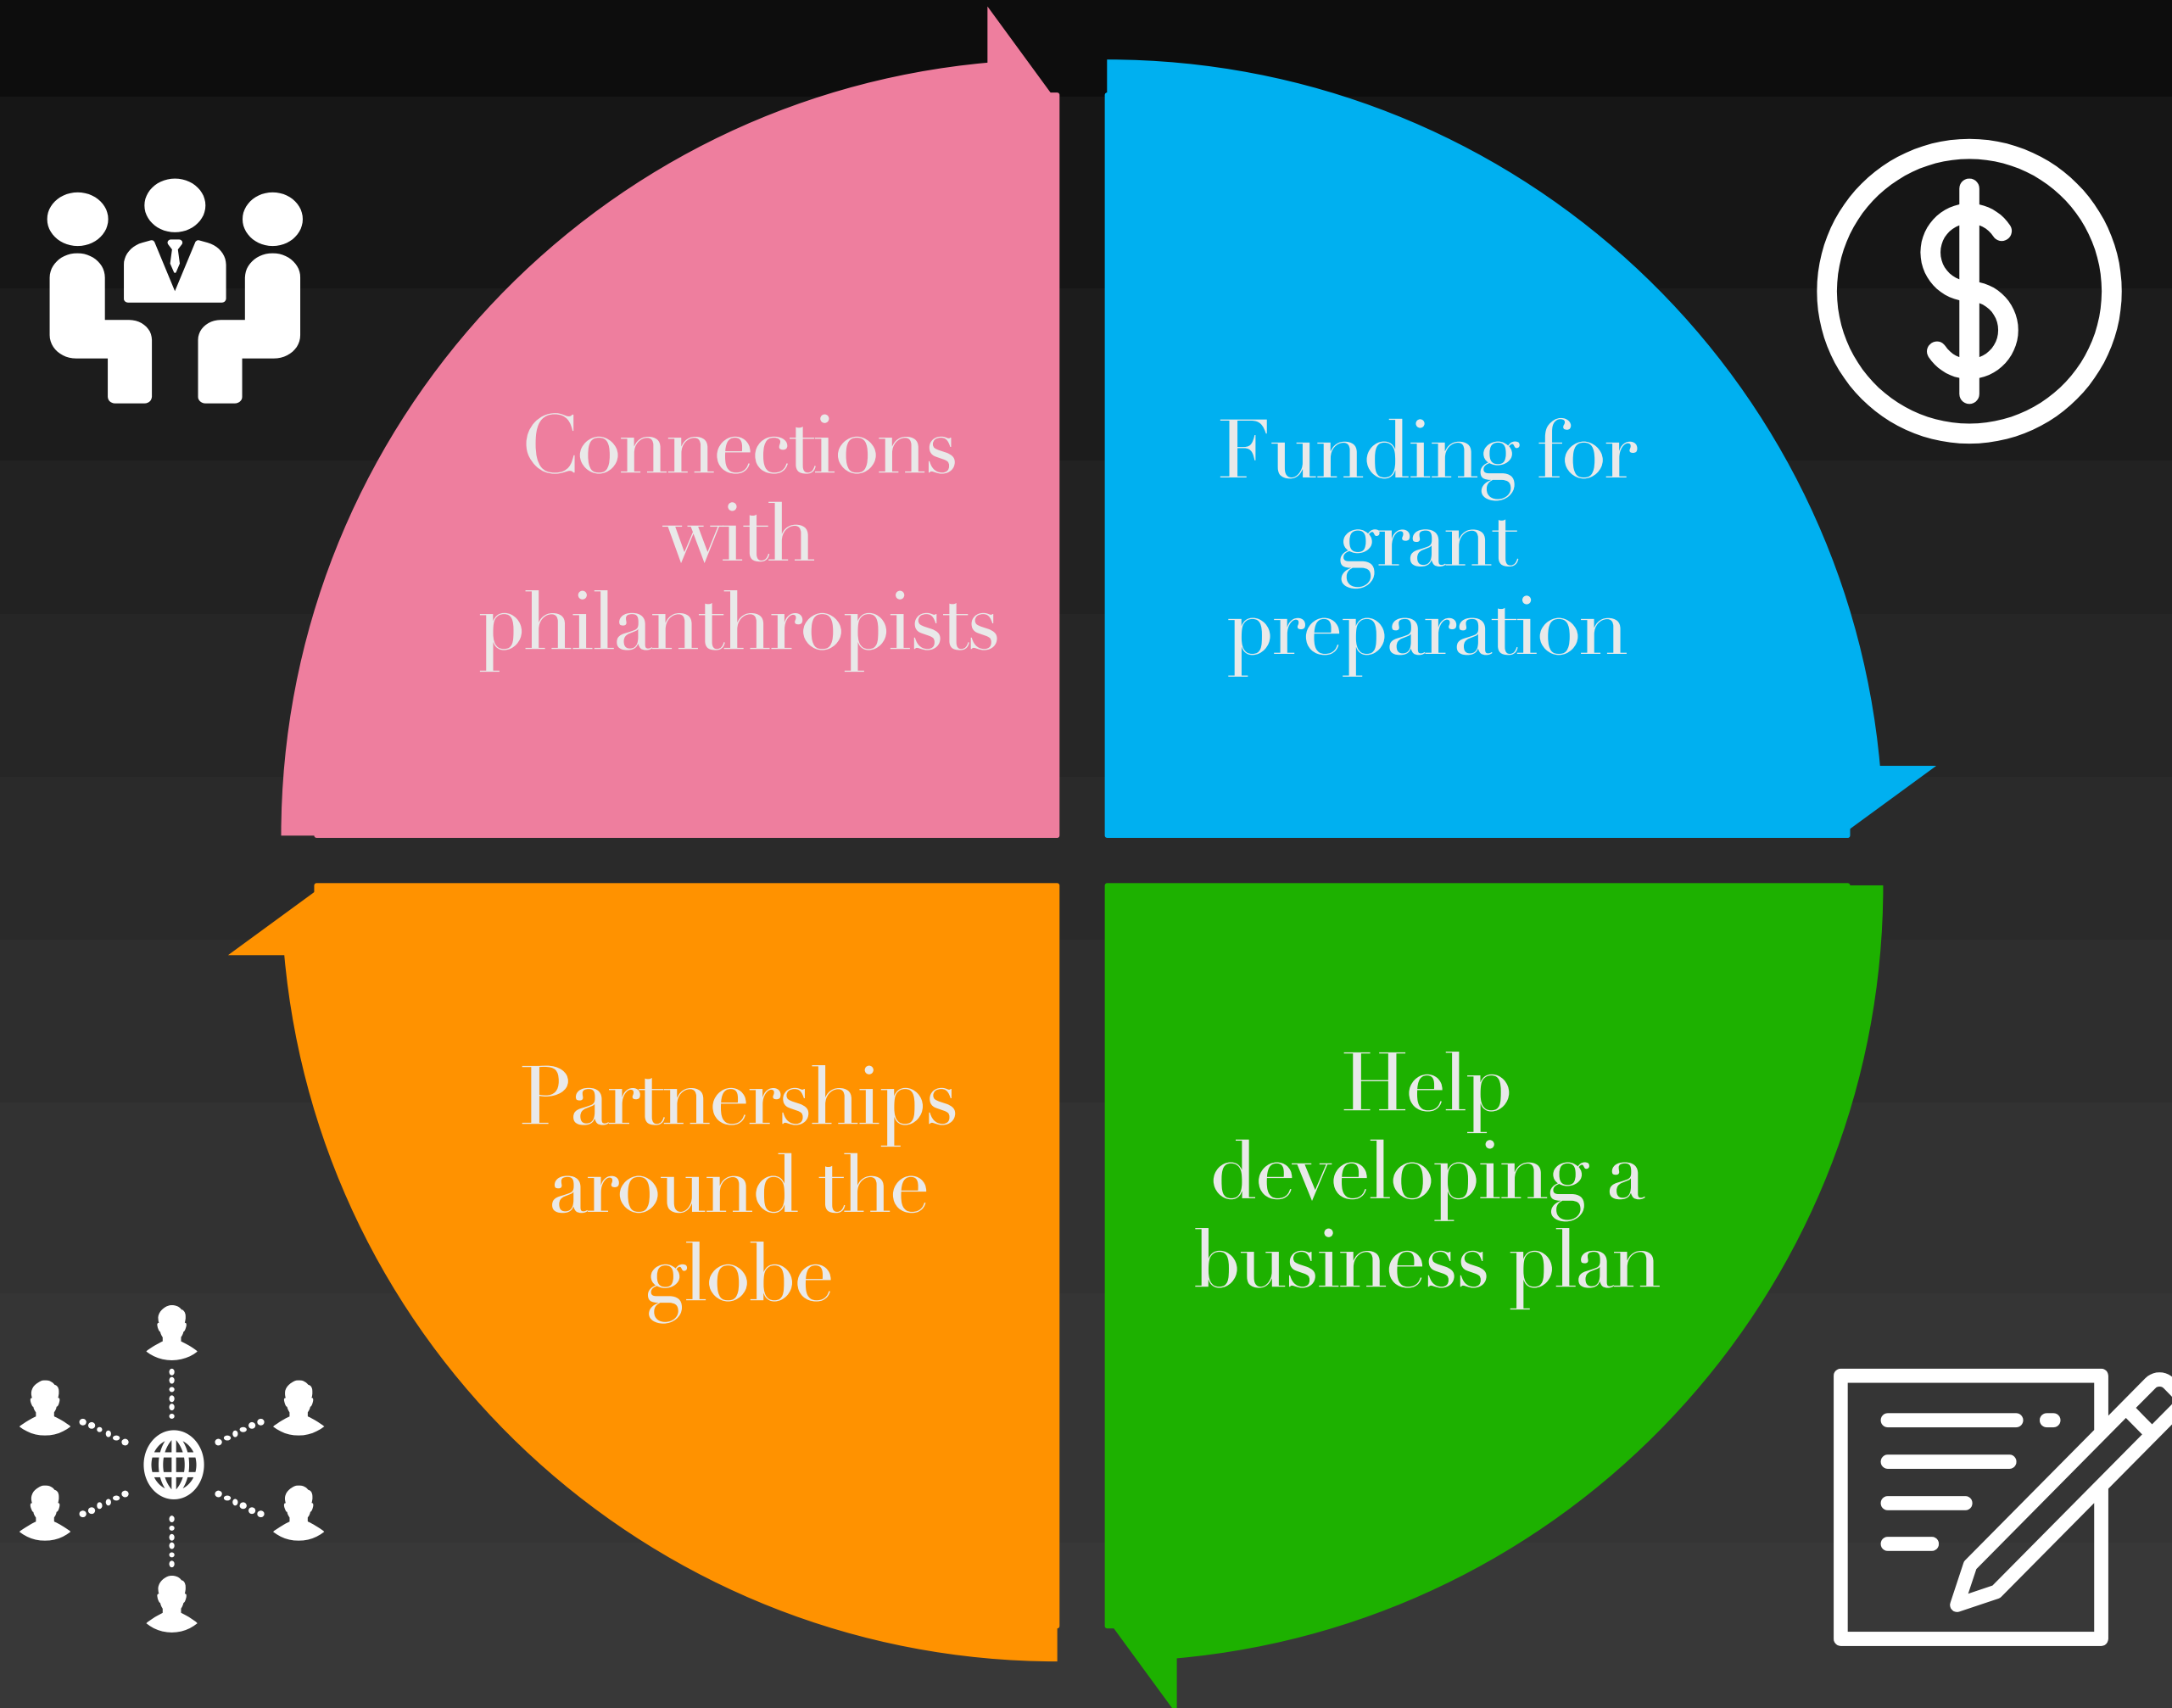 Connections
with
philanthropists
Funding for
grant
preparation
Partnerships
around the
globe
Help
developing a
business plan